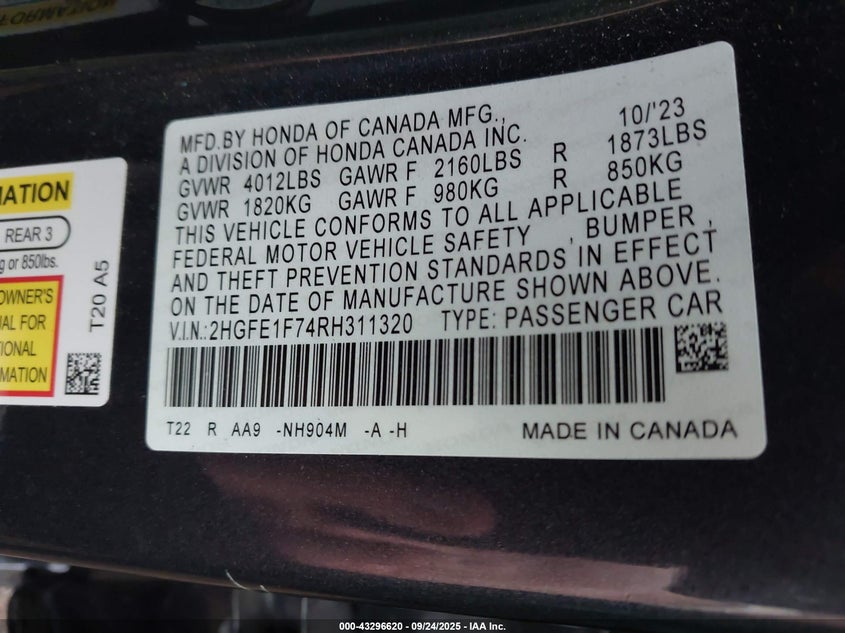 MATION
REAR 3
g or 850lbs.
OWNER'S
UAL FOR
TIONAL
RMATION
T20 A5
MFD.BY HONDA OF CANADA MFG., 10/'23
A DIVISION OF HONDA CANADA INC.
GVWR 4012LBS GAWR F 2160LBS R 1873LBS
GVWR 1820KG GAWR F 980KG R 850KG
THIS VEHICLE CONFORMS TO ALL APPLICABLE
FEDERAL MOTOR VEHICLE SAFETY , BUMPER ,
AND THEFT PREVENTION STANDARDS IN EFFECT
ON THE DATE OF MANUFACTURE SHOWN ABOVE.
V.I.N.:2HGFE1F74RH311320 TYPE: PASSENGER CAR
T22 R AA9 -NH904M -A -H MADE IN CANADA
000-43296620 - 09/24/2025 - IAA Inc.